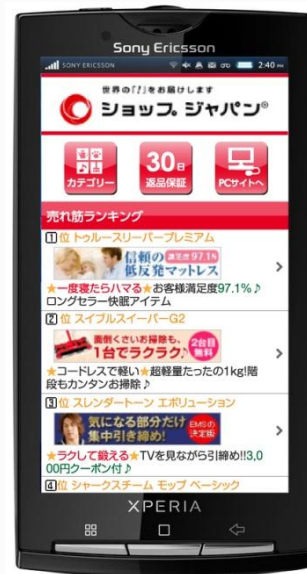 Sony Ericsson
SONY ERICSSON 2:40
世界の「!」をお届けします
ショップ ジャパン®
カテゴリー
30日
返品保証
PCサイトへ
売れ筋ランキング
1位 トゥルースリーパープレミアム
信頼の 満足度97.1%
低反発マットレス
★一度寝たらハマる★お客様満足度97.1%♪
ロングセラー快眠アイテム
2位 スイブルスイーパーG2
面倒くさいお掃除も、
1台でラクラク♪
2台目
無料
★コードレスで軽い★超軽量たったの1kg!階
段もカンタンお掃除♪
3位 スレンダートーン エボリューション
気になる部分だけ
集中引き締め!
EMSの
決定版
★ラクして鍛える★TVを見ながら引締め!!3,0
00円クーポン付♪
4位 シャークスチーム モップ ベーシック
XPERIA